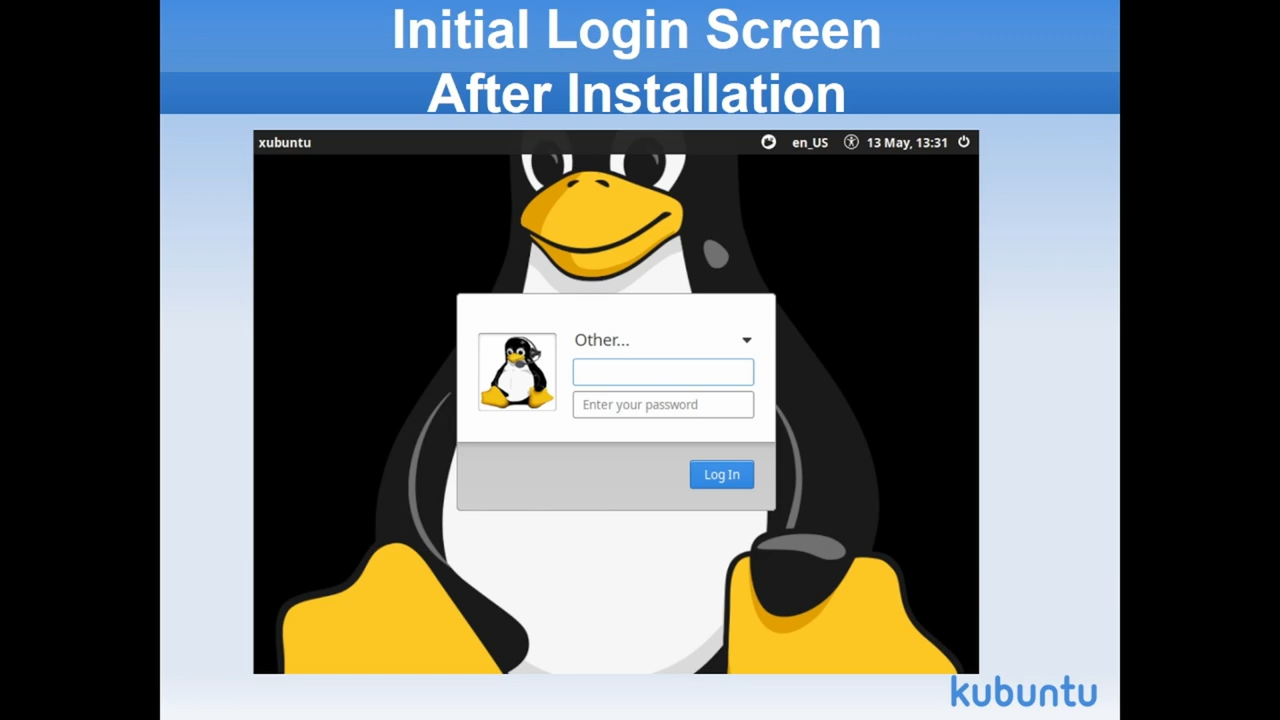 Initial Login Screen
After Installation
xubuntu
en_US
13 May, 13:31
Other...
Enter your password
Log In
kubuntu